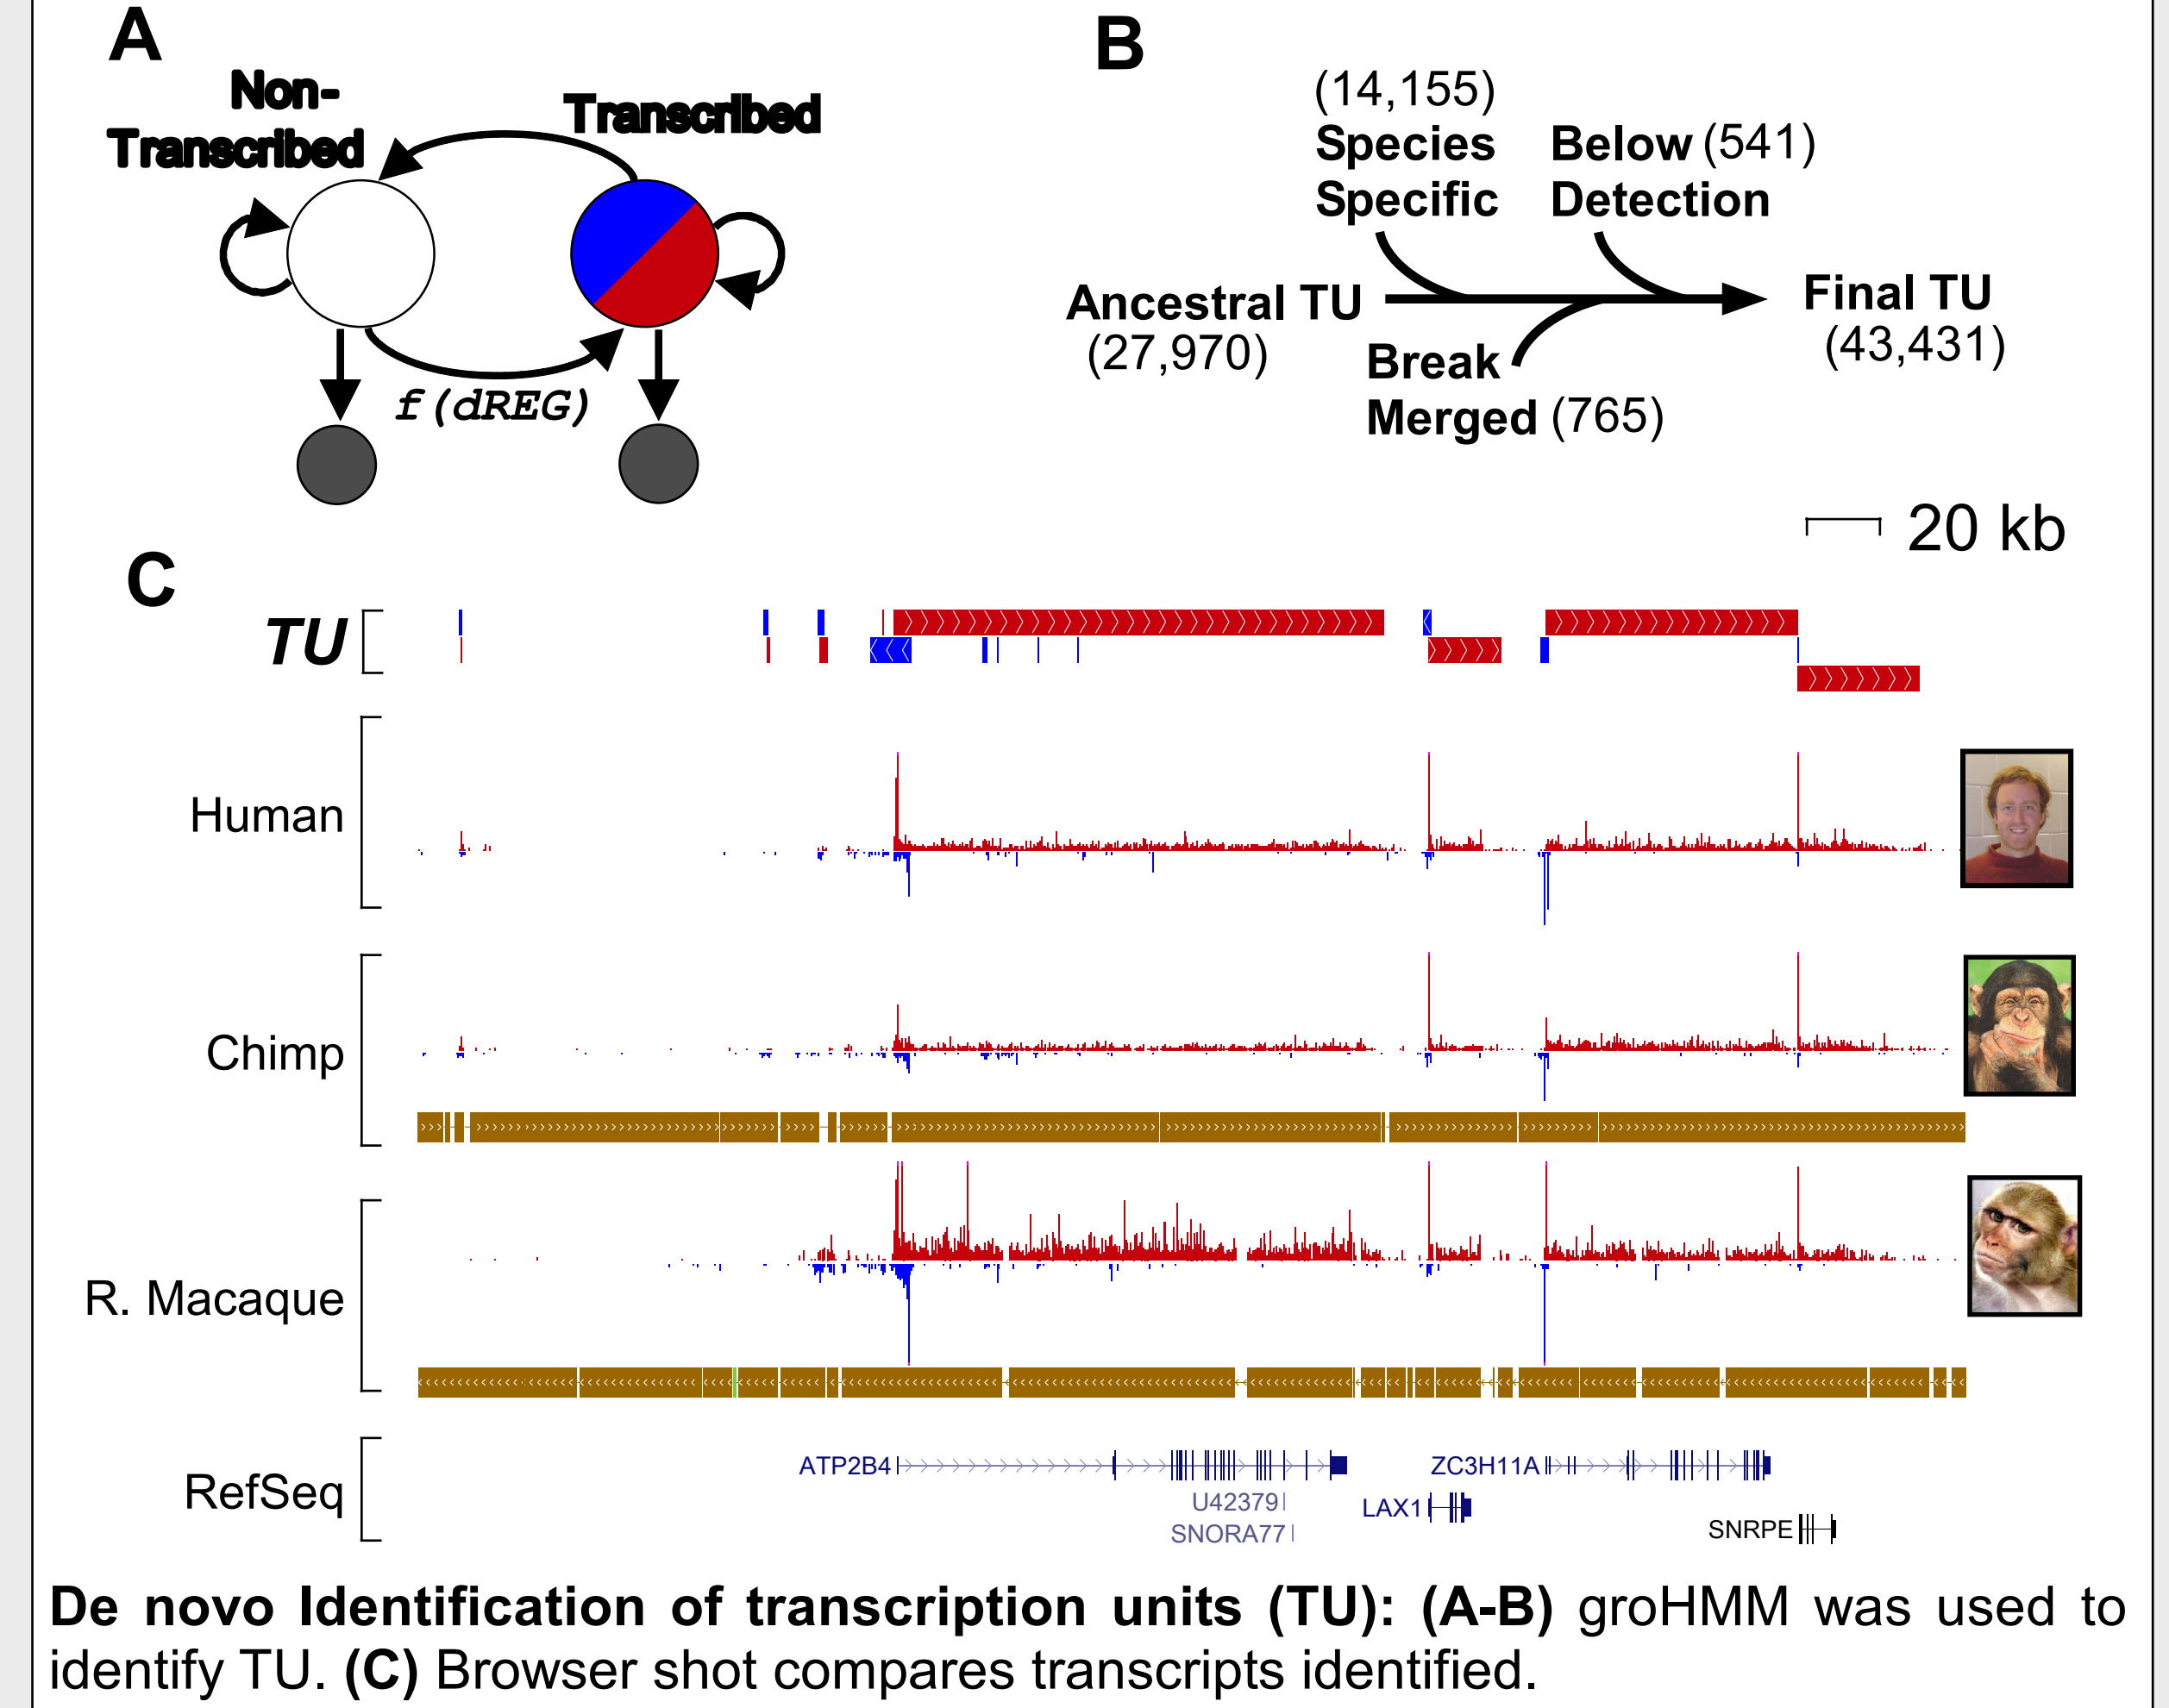 A
Non-
Transcribed
Transcribed
f(dREG)
B
(14,155)
Species
Specific
Below (541)
Detection
Ancestral TU
(27,970)
Break
Merged (765)
Final TU
(43,431)
20 kb
C
TU
Human
Chimp
R. Macaque
RefSeq
ATP2B4
U42379
SNORA77
LAX1
ZC3H11A
SNRPE
De novo Identification of transcription units (TU): (A-B) groHMM was used to
identify TU. (C) Browser shot compares transcripts identified.